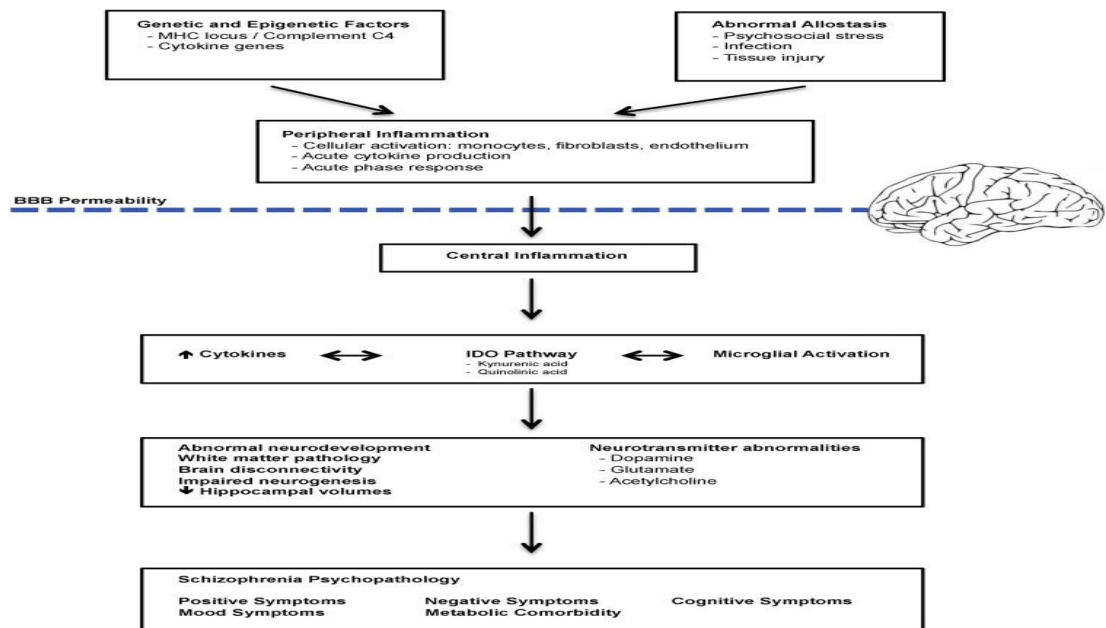 Genetic and Epigenetic Factors
- MHC locus / Complement C4
- Cytokine genes
Abnormal Allostasis
- Psychosocial stress
- Infection
- Tissue injury
Peripheral Inflammation
- Cellular activation: monocytes, fibroblasts, endothelium
- Acute cytokine production
- Acute phase response
BBB Permeability
Central Inflammation
↑ Cytokines
IDO Pathway
- Kynurenic acid
- Quinolinic acid
Microglial Activation
Abnormal neurodevelopment
White matter pathology
Brain disconnectivity
Impaired neurogenesis
↓ Hippocampal volumes
Neurotransmitter abnormalities
- Dopamine
- Glutamate
- Acetylcholine
Schizophrenia Psychopathology
Positive Symptoms Negative Symptoms Cognitive Symptoms
Mood Symptoms Metabolic Comorbidity